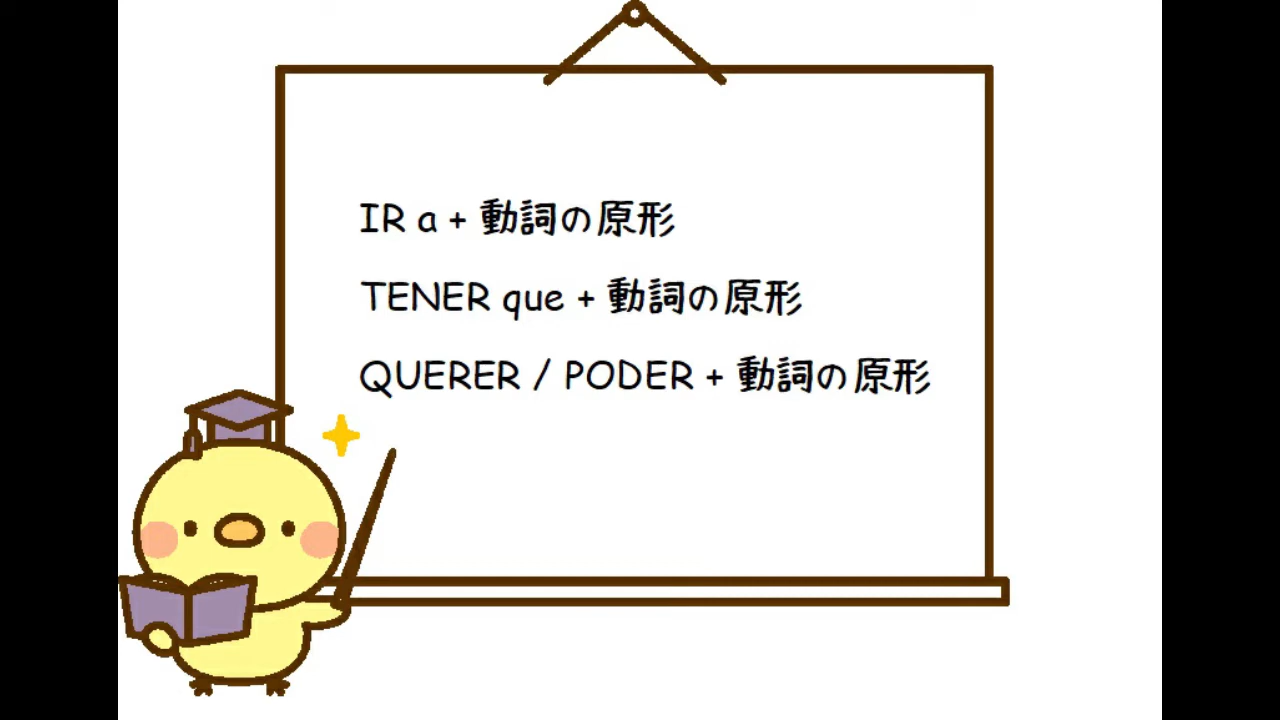 IR a + 動詞の原形
TENER que + 動詞の原形
QUERER / PODER + 動詞の原形